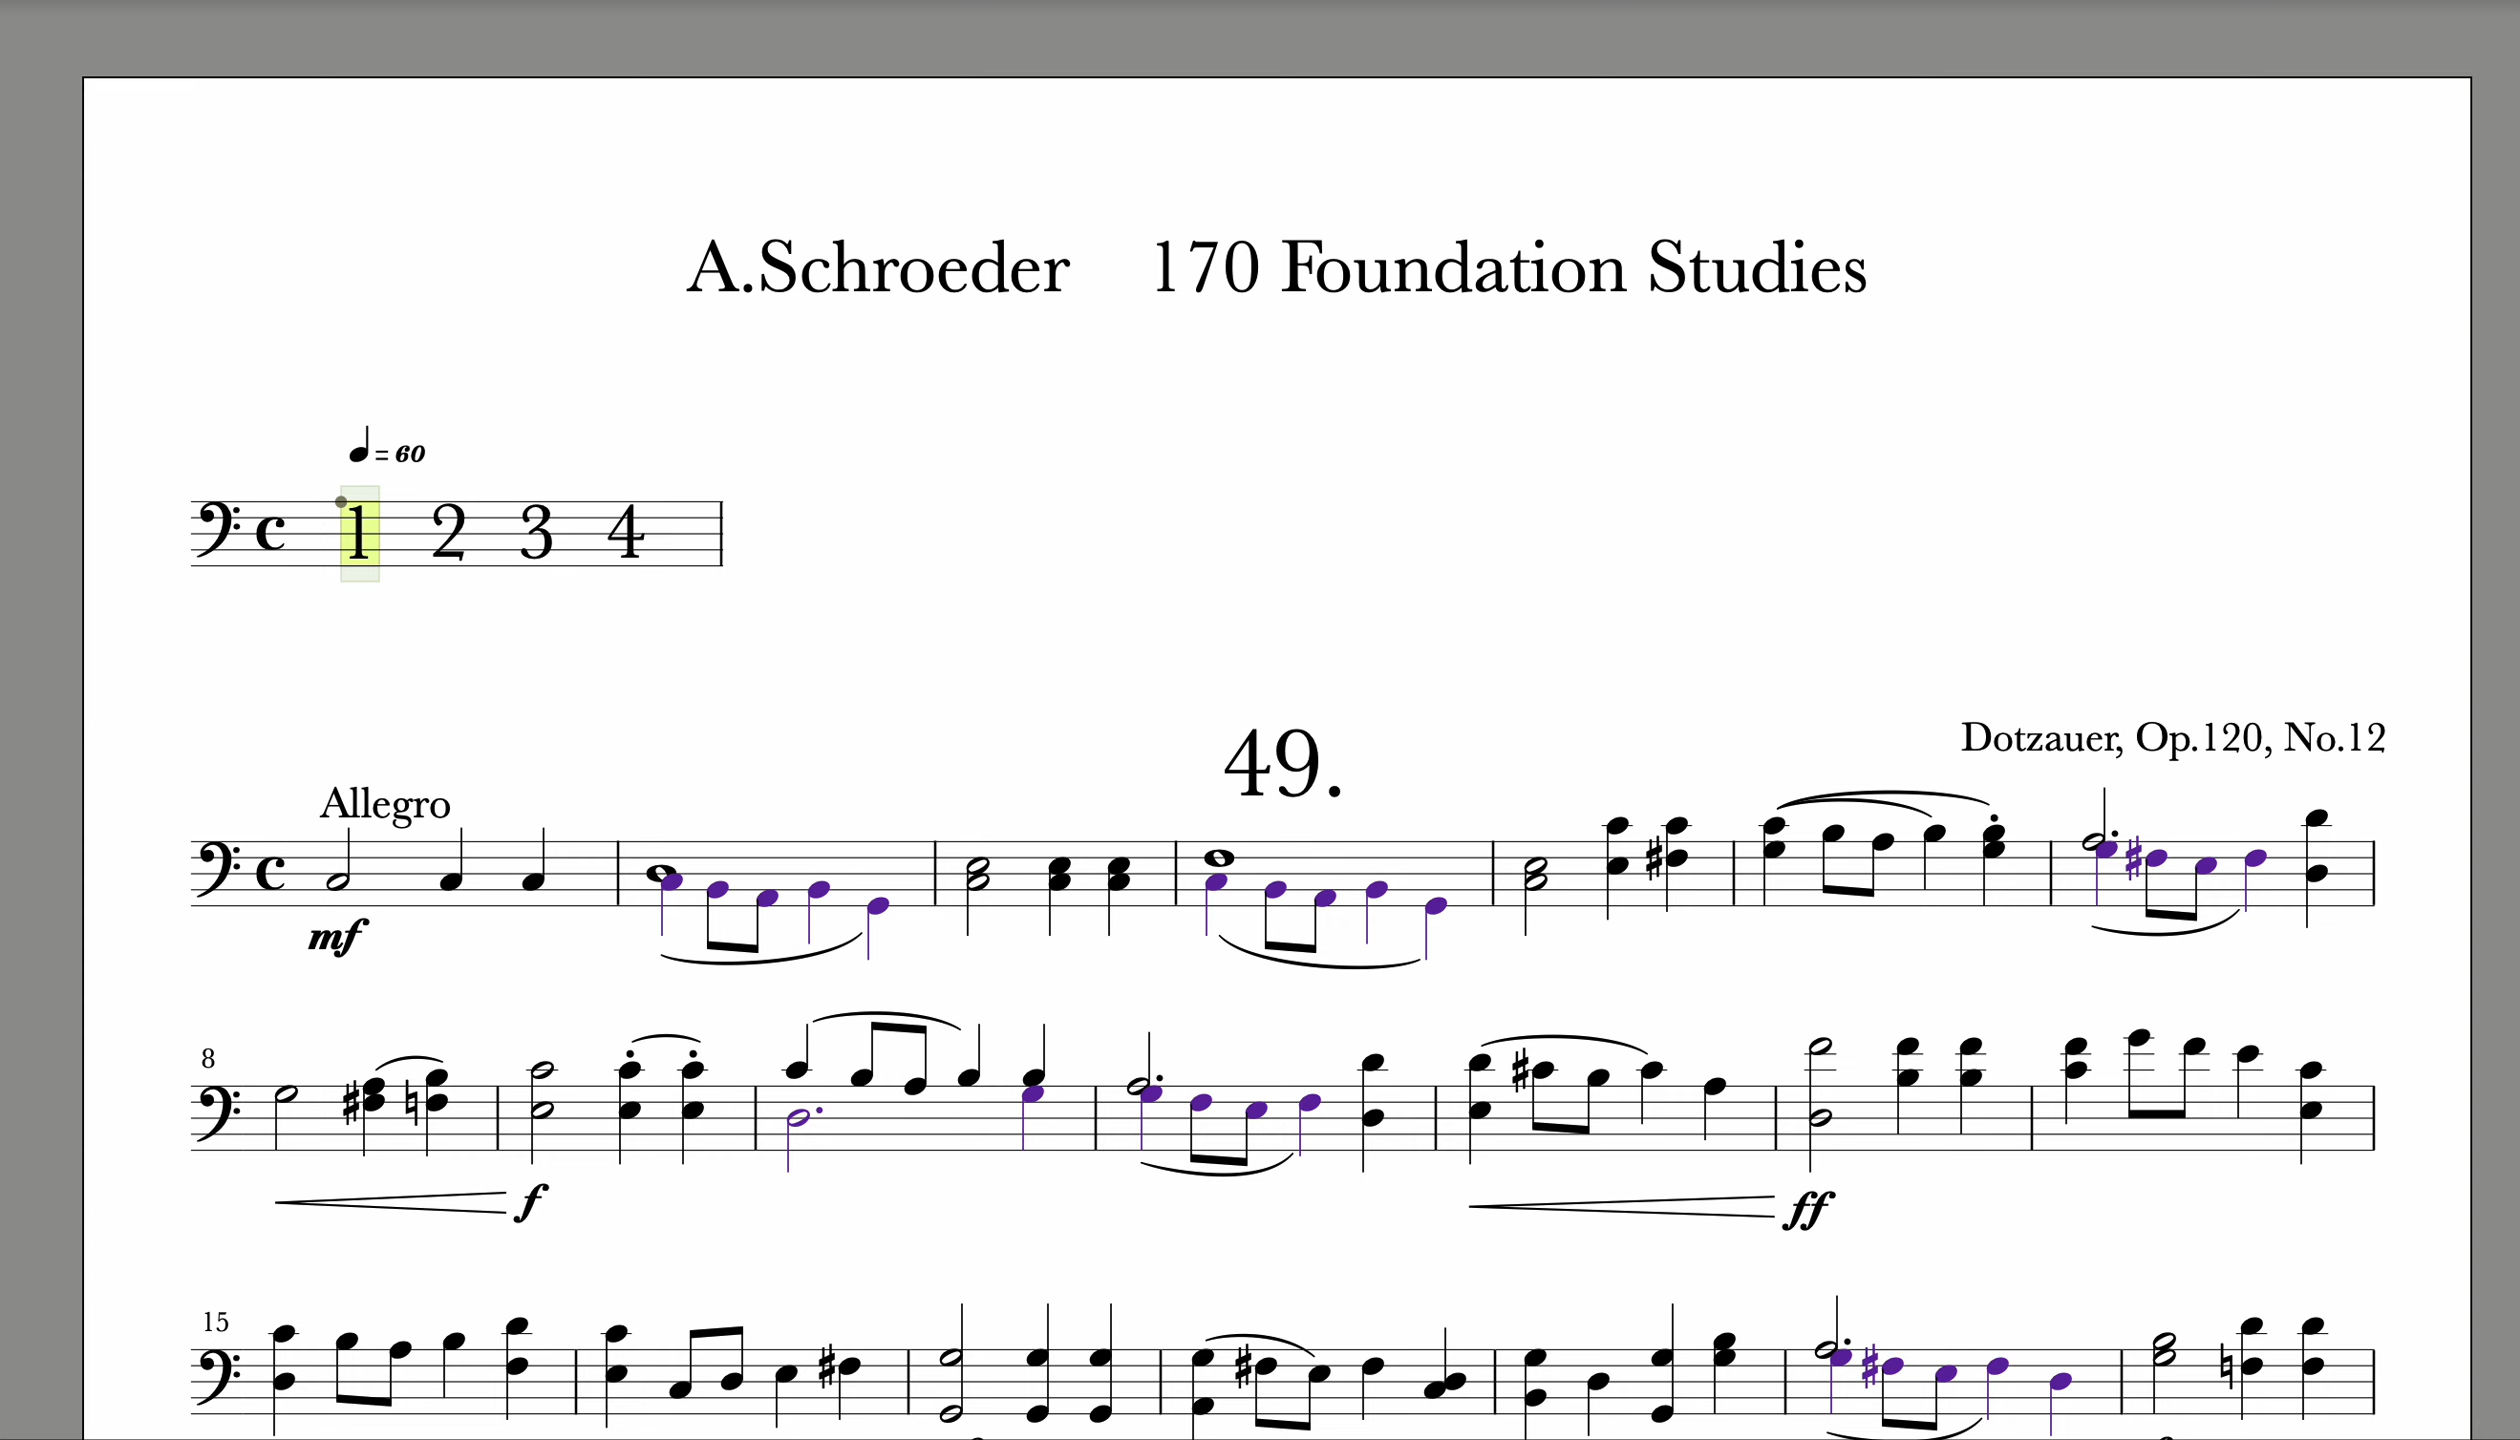 A.Schroeder 170 Foundation Studies
= 60
1 2 3 4
49.
Dotzauer, Op.120, No.12
Allegro
mf
8
f
ff
15